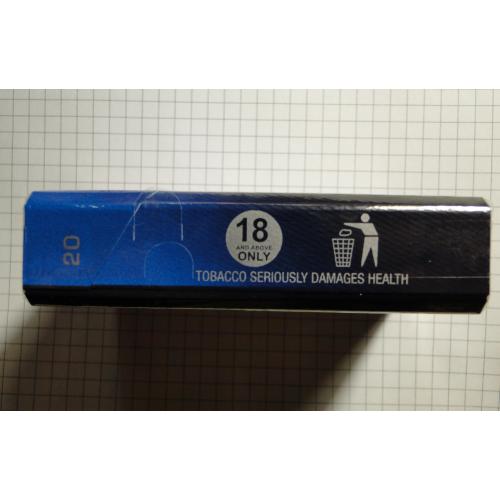 20
18
AND ABOVE
ONLY
TOBACCO SERIOUSLY DAMAGES HEALTH